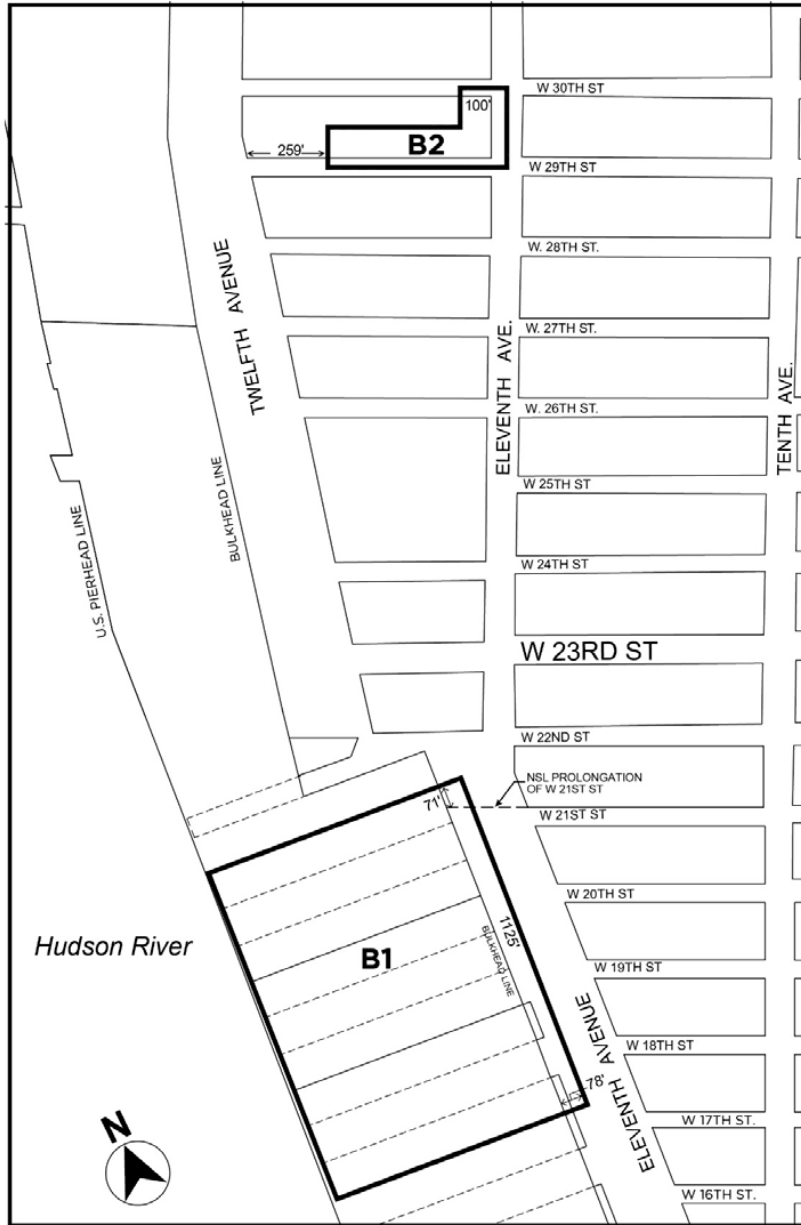 W 30TH ST
100'
B2
259'
W 29TH ST
W. 28TH ST.
TWELFTH AVENUE
W. 27TH ST.
ELEVENTH AVE.
TENTH AVE.
W. 26TH ST.
W 25TH ST
BULKHEAD LINE
U.S. PIERHEAD LINE
W 24TH ST
W 23RD ST
W 22ND ST
NSL PROLONGATION
OF W 21ST ST
71'
W 21ST ST
W 20TH ST
1125'
BULKHEAD LINE
Hudson River
B1
W 19TH ST
ELEVENTH AVENUE
W 18TH ST
78'
N
W 17TH ST.
W 16TH ST.